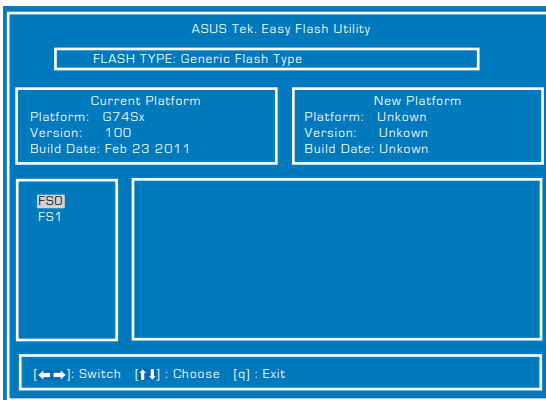 ASUS Tek. Easy Flash Utility
FLASH TYPE: Generic Flash Type
Current Platform
Platform: G74Sx
Version: 100
Build Date: Feb 23 2011
New Platform
Platform: Unkown
Version: Unkown
Build Date: Unkown
FS0
FS1
[←→]: Switch [↑↓] : Choose [q] : Exit